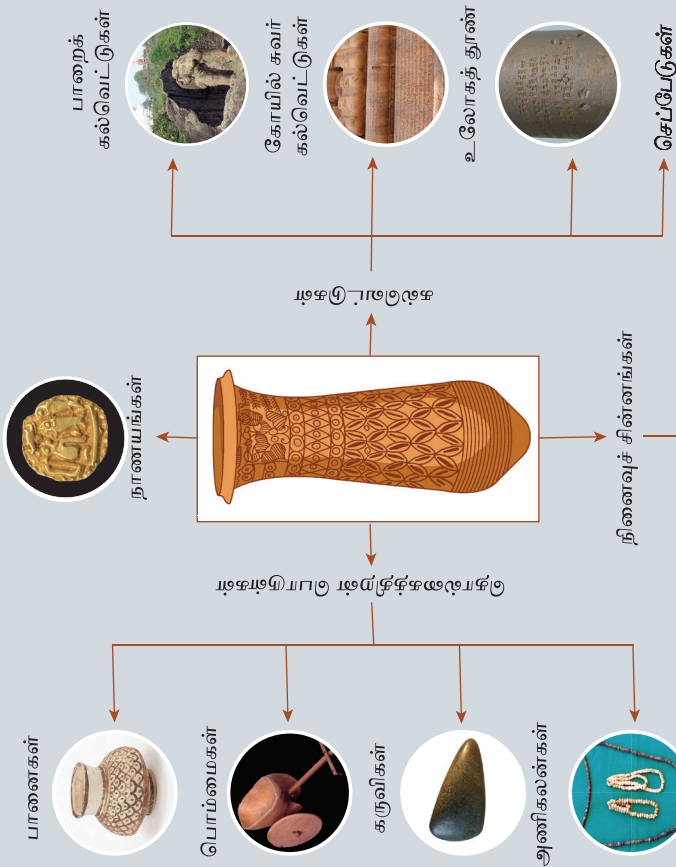 நாணயங்கள்
கல்வெட்டுகள்
பாறைக்
கல்வெட்டுகள்
கோயில் சுவர்
கல்வெட்டுகள்
உலோகத் தூண்
செப்பேடுகள்
நினைவுச் சின்னங்கள்
தொல்கைத்திறன் பொருள்கள்
பானைகள்
பொம்மைகள்
கருவிகள்
அணிகலன்கள்